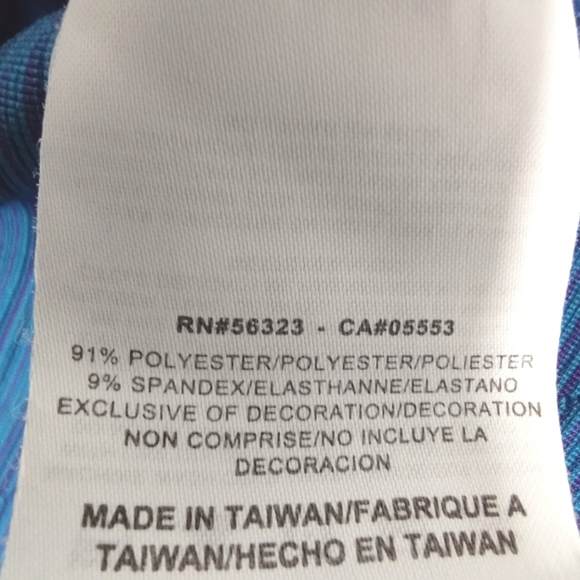 RN#56323 - CA#05553
91% POLYESTER/POLYESTER/POLIESTER
9% SPANDEX/ELASTHANNE/ELASTANO
EXCLUSIVE OF DECORATION/DECORATION
NON COMPRISE/NO INCLUYE LA
DECORACION
MADE IN TAIWAN/FABRIQUE A
TAIWAN/HECHO EN TAIWAN